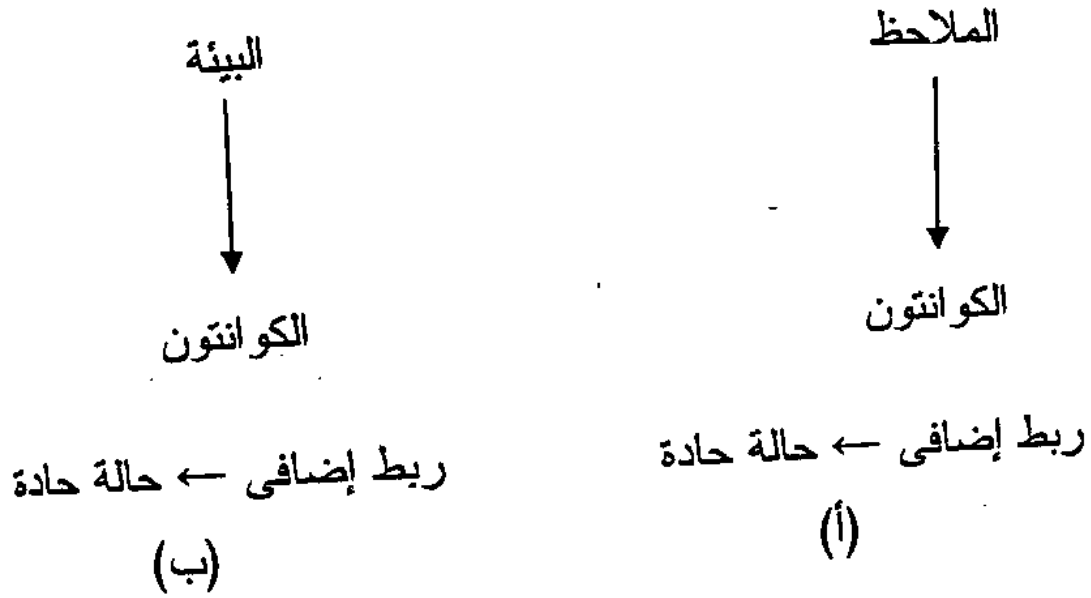 الملاحظ
الكوانتون
ربط إضافى ← حالة حادة
(أ)
البيئة
الكوانتون
ربط إضافى ← حالة حادة
(ب)